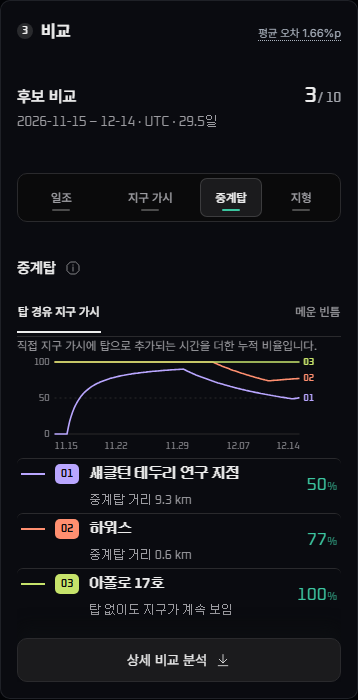 3 비교
평균 오차 1.66%p
후보 비교
3 / 10
2026-11-15 – 12-14 · UTC · 29.5일
일조 지구 가시 중계탑 지형
중계탑
탑 경유 지구 가시 메운 빈틈
직접 지구 가시에 탑으로 추가되는 시간을 더한 누적 비율입니다.
100
50
0
03
02
01
11.15 11.22 11.29 12.07 12.14
01 섀클턴 테두리 연구 지점
중계탑 거리 9.3 km
50%
02 하워스
중계탑 거리 0.6 km
77%
03 아폴로 17호
탑 없이도 지구가 계속 보임
100%
상세 비교 분석